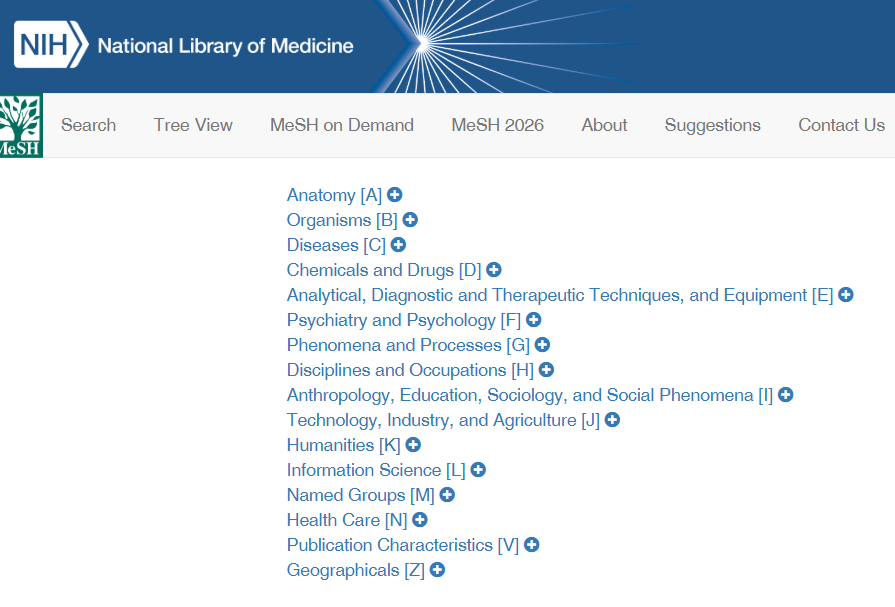 NIH National Library of Medicine
MeSH
Search Tree View MeSH on Demand MeSH 2026 About Suggestions Contact Us
Anatomy [A]
Organisms [B]
Diseases [C]
Chemicals and Drugs [D]
Analytical, Diagnostic and Therapeutic Techniques, and Equipment [E]
Psychiatry and Psychology [F]
Phenomena and Processes [G]
Disciplines and Occupations [H]
Anthropology, Education, Sociology, and Social Phenomena [I]
Technology, Industry, and Agriculture [J]
Humanities [K]
Information Science [L]
Named Groups [M]
Health Care [N]
Publication Characteristics [V]
Geographicals [Z]